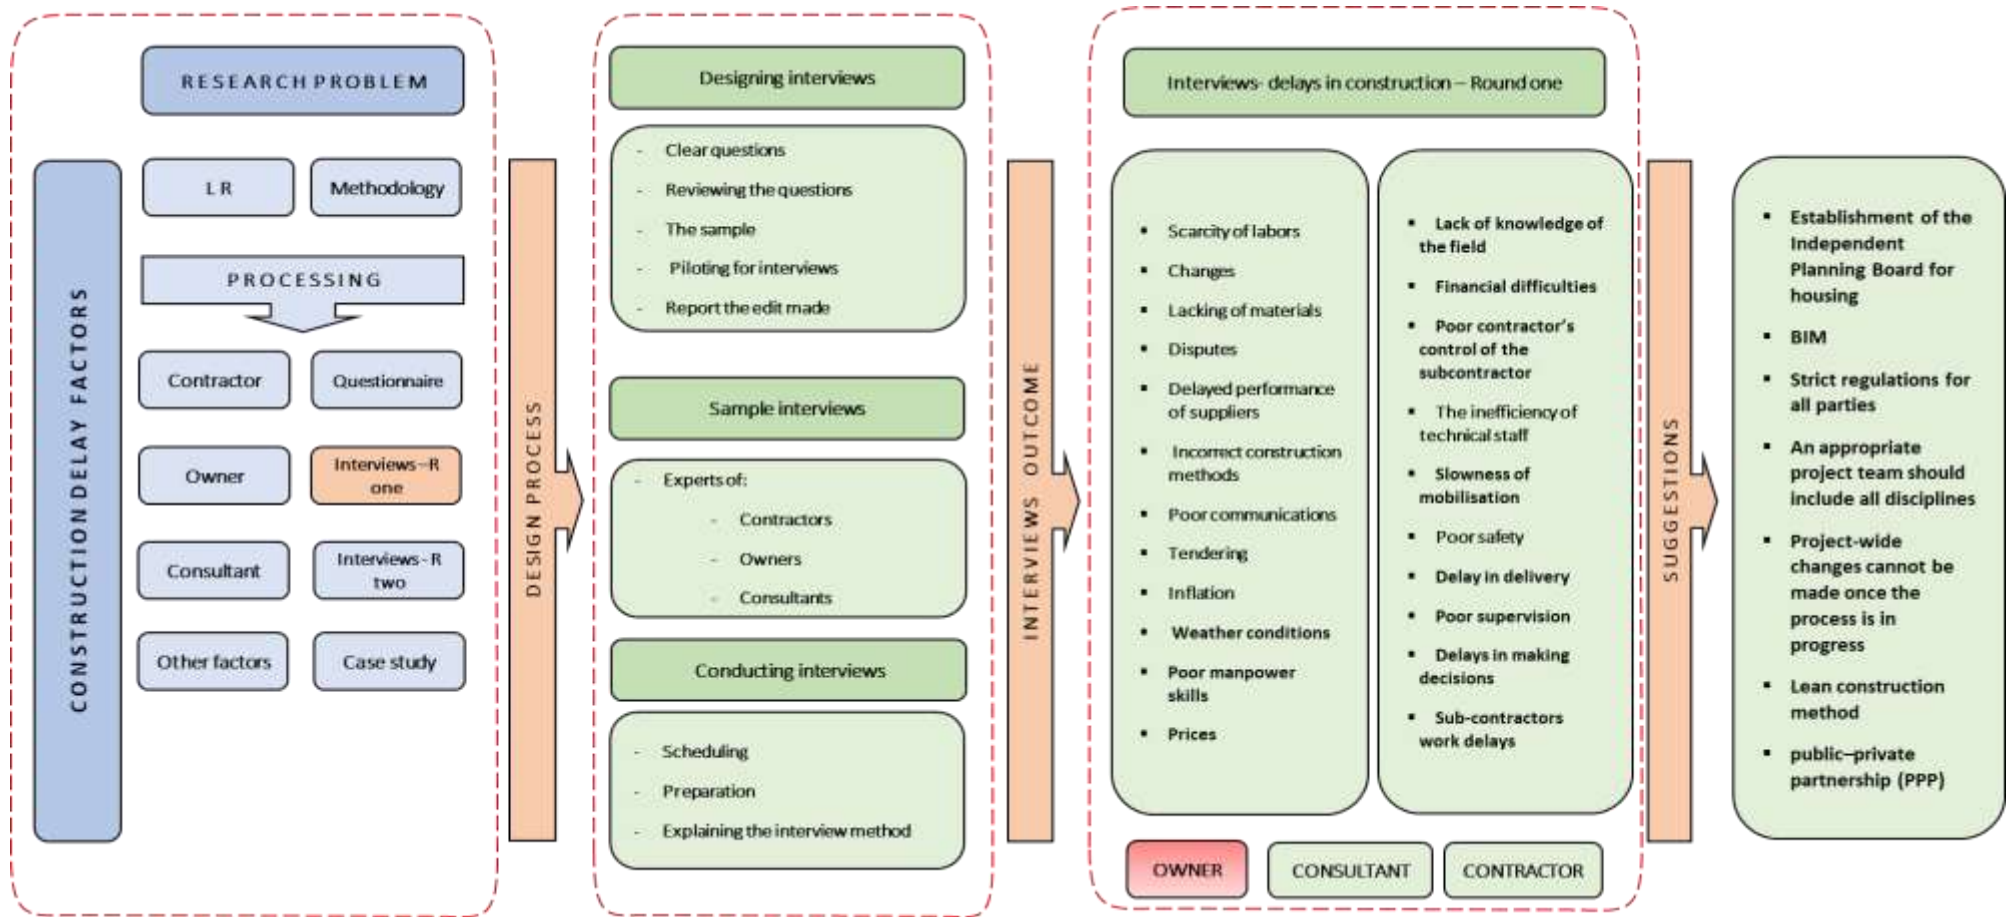 RESEARCH PROBLEM
CONSTRUCTION DELAY FACTORS
L R
Methodology
PROCESSING
Contractor
Questionnaire
Owner
Interviews–R
one
Consultant
Interviews- R
two
Other factors
Case study
DESIGN PROCESS
Designing interviews
- Clear questions
- Reviewing the questions
- The sample
- Piloting for interviews
- Report the edit made
Sample interviews
- Experts of:
- Contractors
- Owners
- Consultants
Conducting interviews
- Scheduling
- Preparation
- Explaining the interview method
INTERVIEWS OUTCOME
Interviews- delays in construction – Round one
▪ Scarcity of labors
▪ Changes
▪ Lacking of materials
▪ Disputes
▪ Delayed performance
of suppliers
▪ Incorrect construction
methods
▪ Poor communications
▪ Tendering
▪ Inflation
▪ Weather conditions
▪ Poor manpower
skills
▪ Prices
▪ Lack of knowledge of
the field
▪ Financial difficulties
▪ Poor contractor's
control of the
subcontractor
▪ The inefficiency of
technical staff
▪ Slowness of
mobilisation
▪ Poor safety
▪ Delay in delivery
▪ Poor supervision
▪ Delays in making
decisions
▪ Sub-contractors
work delays
OWNER
CONSULTANT
CONTRACTOR
SUGGESTIONS
▪ Establishment of the
Independent
Planning Board for
housing
▪ BIM
▪ Strict regulations for
all parties
▪ An appropriate
project team should
include all disciplines
▪ Project-wide
changes cannot be
made once the
process is in
progress
▪ Lean construction
method
▪ public–private
partnership (PPP)